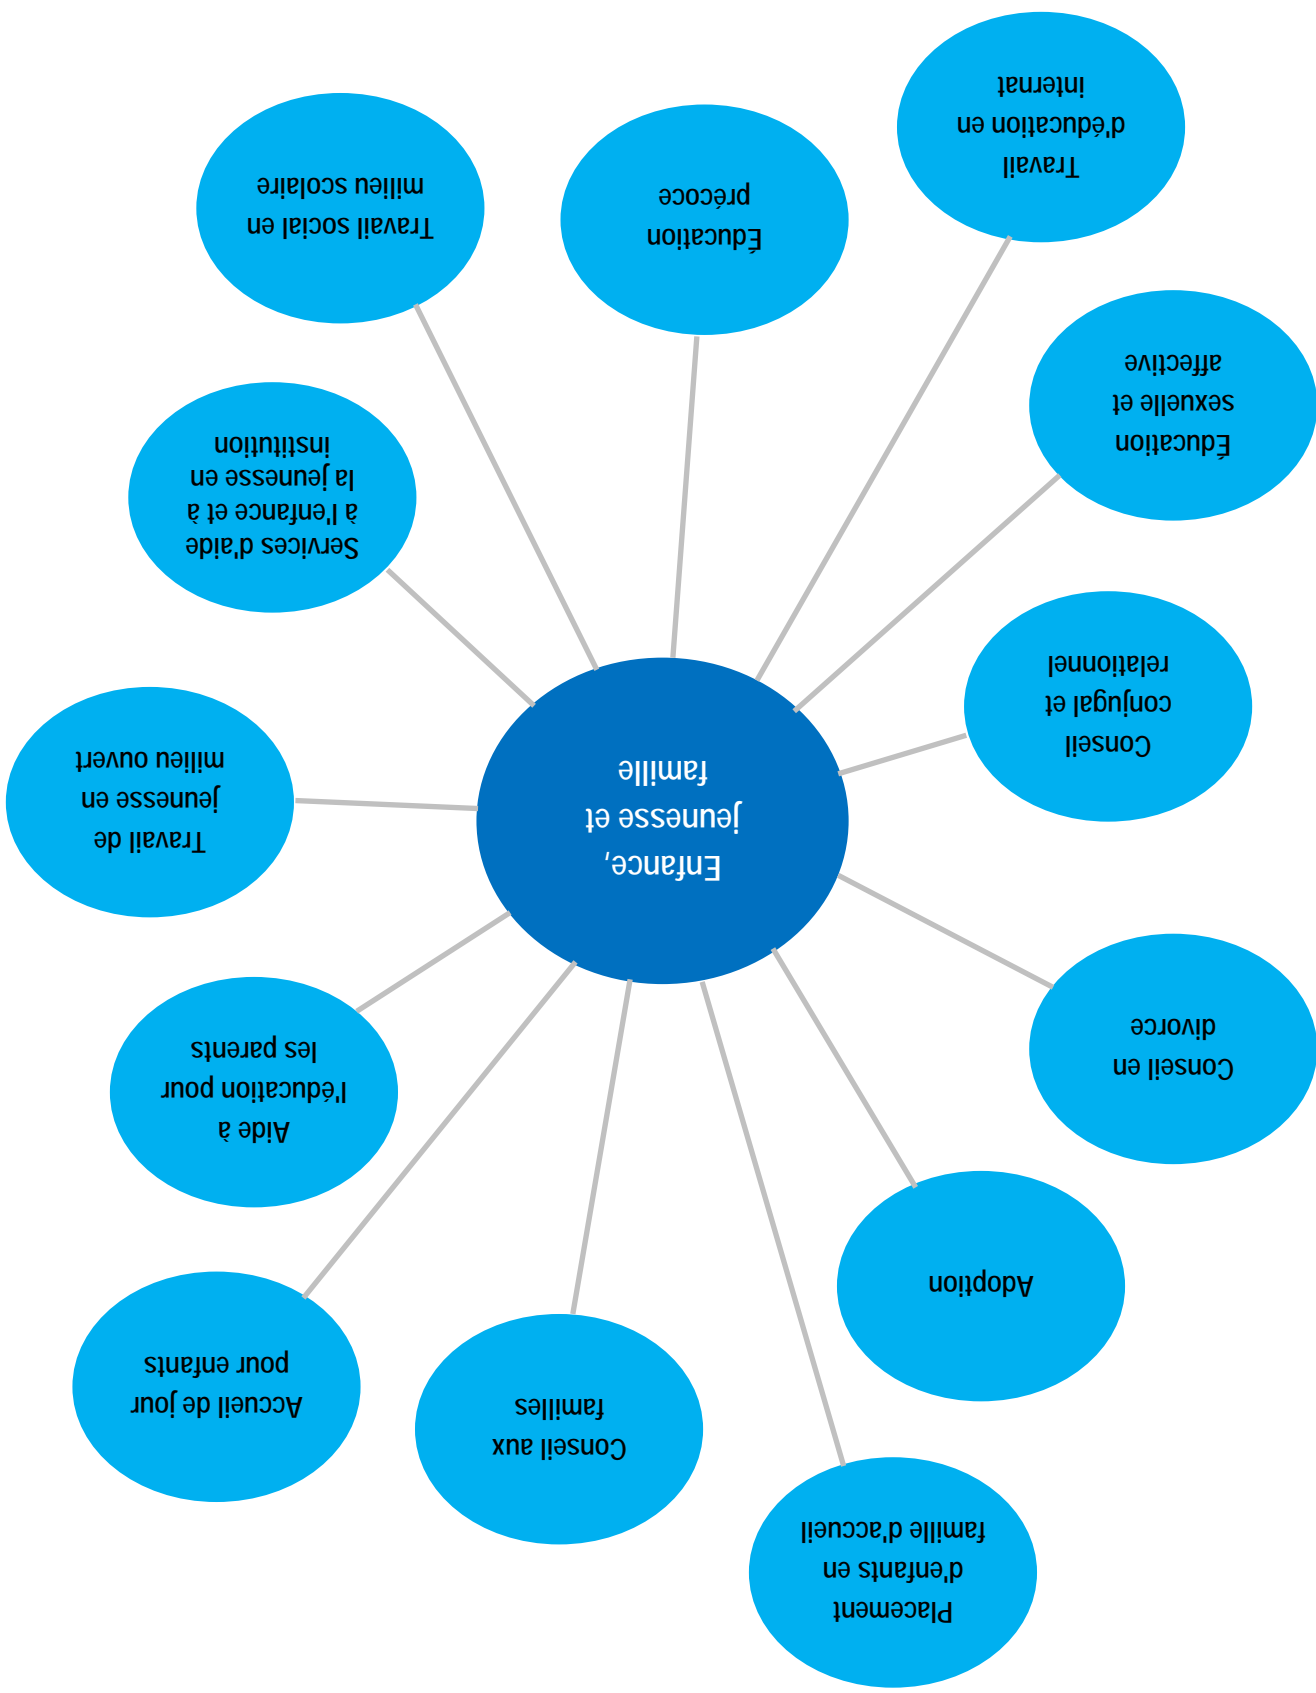 Placement
d'enfants en
famille d'accueil
Conseil aux
familles
Accueil de jour
pour enfants
Adoption
Aide à
l'éducation pour
les parents
Conseil en
divorce
Enfance,
jeunesse et
famille
Travail de
jeunesse en
milieu ouvert
Conseil
conjugal et
relationnel
Services d'aide
à l'enfance et à
la jeunesse en
institution
Éducation
sexuelle et
affective
Éducation
précoce
Travail social en
milieu scolaire
Travail
d'éducation en
internat